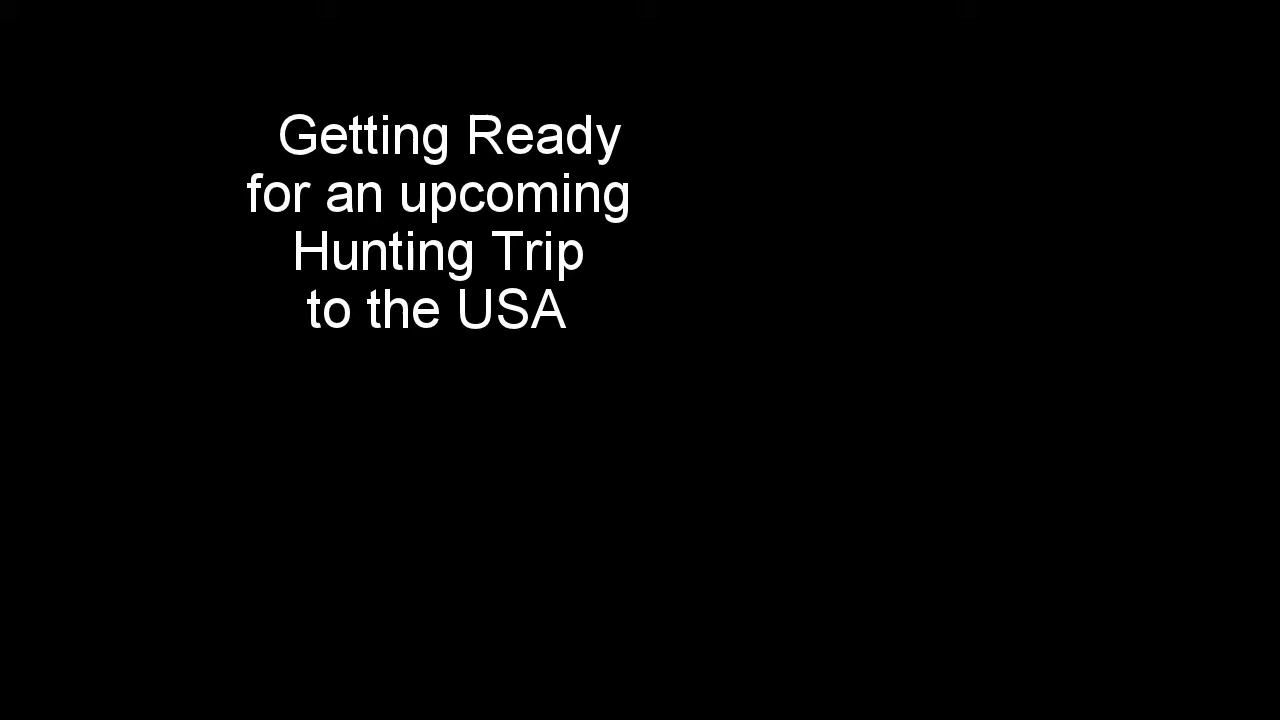 Getting Ready
for an upcoming
Hunting Trip
to the USA